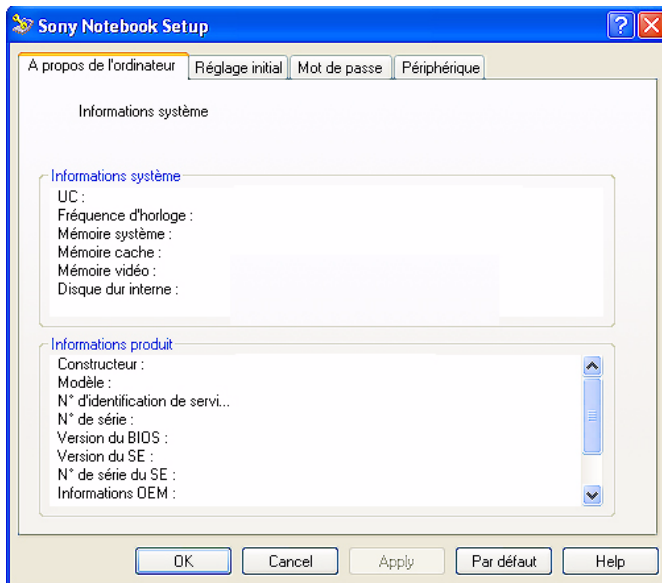 Sony Notebook Setup
A propos de l'ordinateur Réglage initial Mot de passe Périphérique
Informations système
Informations système
UC :
Fréquence d'horloge :
Mémoire système :
Mémoire cache :
Mémoire vidéo :
Disque dur interne :
Informations produit
Constructeur :
Modèle :
N° d'identification de servi...
N° de série :
Version du BIOS :
Version du SE :
N° de série du SE :
Informations OEM :
OK Cancel Apply Par défaut Help